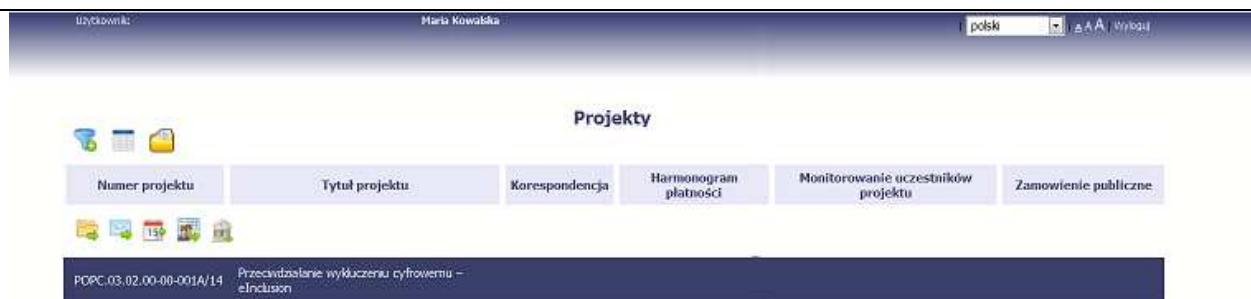 Użytkownik: Maria Kowalska polski A A A | Wyloguj
Projekty
Numer projektu Tytuł projektu Korespondencja Harmonogram płatności Monitorowanie uczestników projektu Zamowienie publiczne
POPC.03.02.00-00-001A/14 Przeciwdziałanie wykluczeniu cyfrowemu –
eInclusion